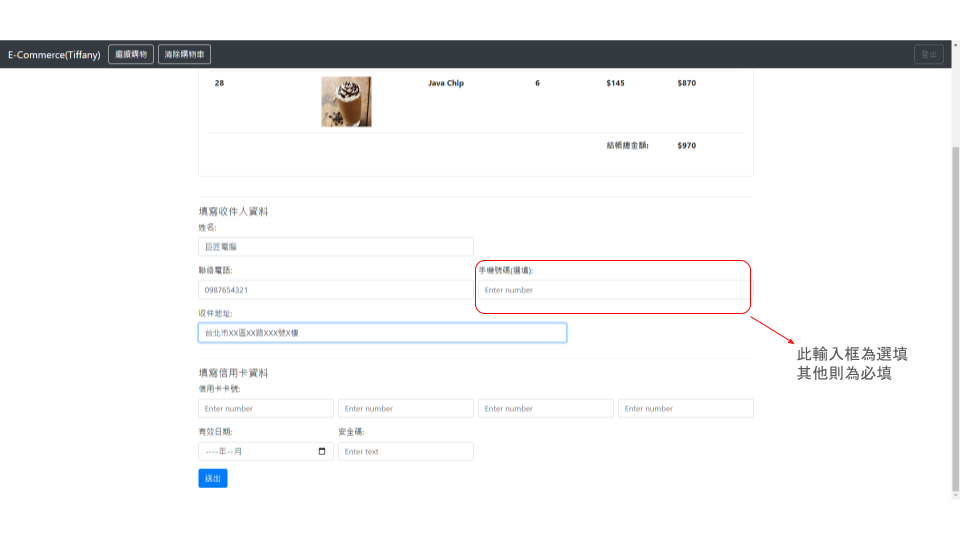 E-Commerce(Tiffany) 繼續購物 清除購物車 登出
28 Java Chip 6 $145 $870
結帳總金額: $970
填寫收件人資料
姓名:
巨匠電腦
聯絡電話: 手機號碼(選填):
0987654321 Enter number
收件地址:
台北市XX區XX路XXX號X樓
此輸入框為選填
其他則為必填
填寫信用卡資料
信用卡卡號:
Enter number Enter number Enter number Enter number
有效日期: 安全碼:
----年--月 Enter text
送出